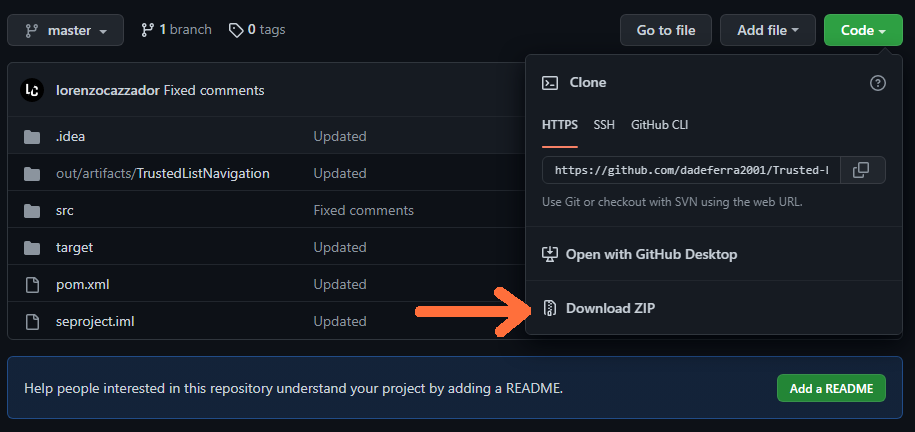 master
1 branch
0 tags
Go to file
Add file
Code
LC
lorenzocazzador Fixed comments
.idea Updated
out/artifacts/TrustedListNavigation Updated
src Fixed comments
target Updated
pom.xml Updated
seproject.iml Updated
Clone
?
HTTPS SSH GitHub CLI
https://github.com/dadeferra2001/Trusted-
Use Git or checkout with SVN using the web URL.
Open with GitHub Desktop
Download ZIP
Help people interested in this repository understand your project by adding a README.
Add a README